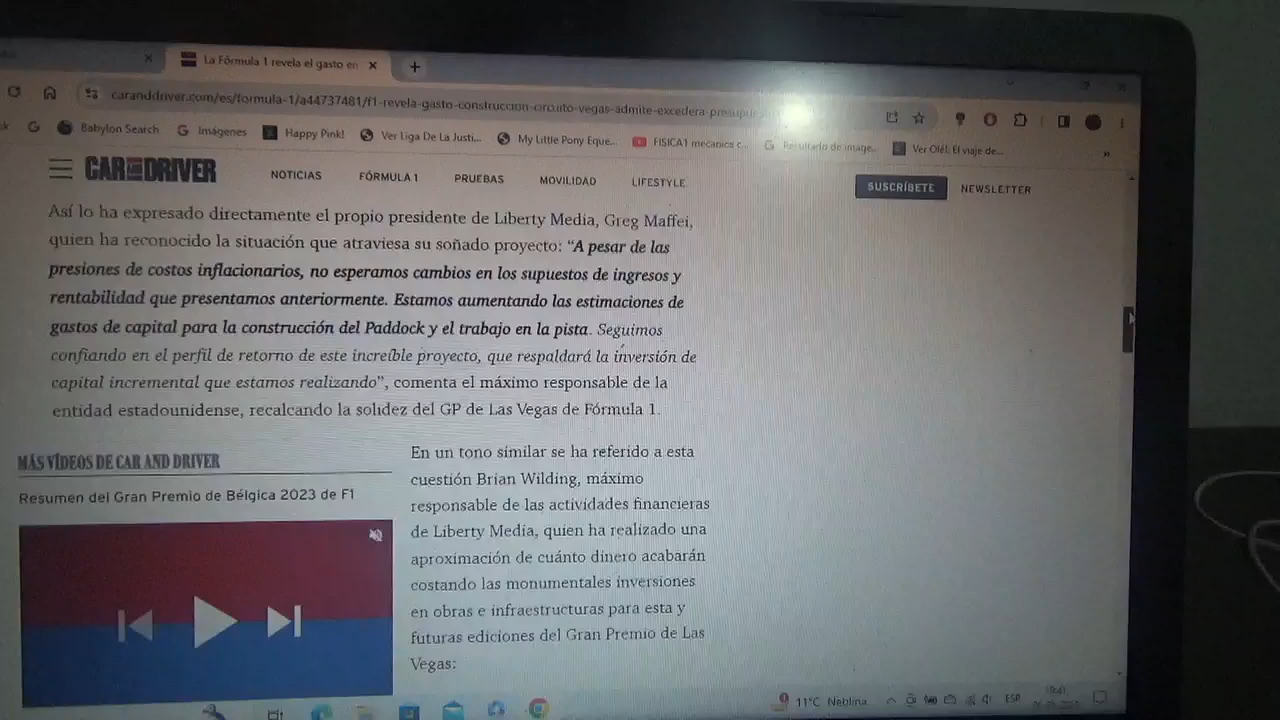 La Fórmula 1 revela el gasto en
caranddriver.com/es/formula-1/a44737481/f1-revela-gasto-construccion-circuito-vegas-admite-excedera-presupu
Babylon Search Imágenes Happy Pink! Ver Liga De La Justi... My Little Pony Eque... FISICA1 mecanica c... Resultado de image... Ver Olé!: El viaje de...
CAR AND DRIVER NOTICIAS FÓRMULA 1 PRUEBAS MOVILIDAD LIFESTYLE SUSCRÍBETE NEWSLETTER
Así lo ha expresado directamente el propio presidente de Liberty Media, Greg Maffei,
quien ha reconocido la situación que atraviesa su soñado proyecto: “A pesar de las
presiones de costos inflacionarios, no esperamos cambios en los supuestos de ingresos y
rentabilidad que presentamos anteriormente. Estamos aumentando las estimaciones de
gastos de capital para la construcción del Paddock y el trabajo en la pista. Seguimos
confiando en el perfil de retorno de este increíble proyecto, que respaldará la inversión de
capital incremental que estamos realizando”, comenta el máximo responsable de la
entidad estadounidense, recalcando la solidez del GP de Las Vegas de Fórmula 1.
MÁS VÍDEOS DE CAR AND DRIVER
Resumen del Gran Premio de Bélgica 2023 de F1
En un tono similar se ha referido a esta
cuestión Brian Wilding, máximo
responsable de las actividades financieras
de Liberty Media, quien ha realizado una
aproximación de cuánto dinero acabarán
costando las monumentales inversiones
en obras e infraestructuras para esta y
futuras ediciones del Gran Premio de Las
Vegas:
11°C Neblina ESP